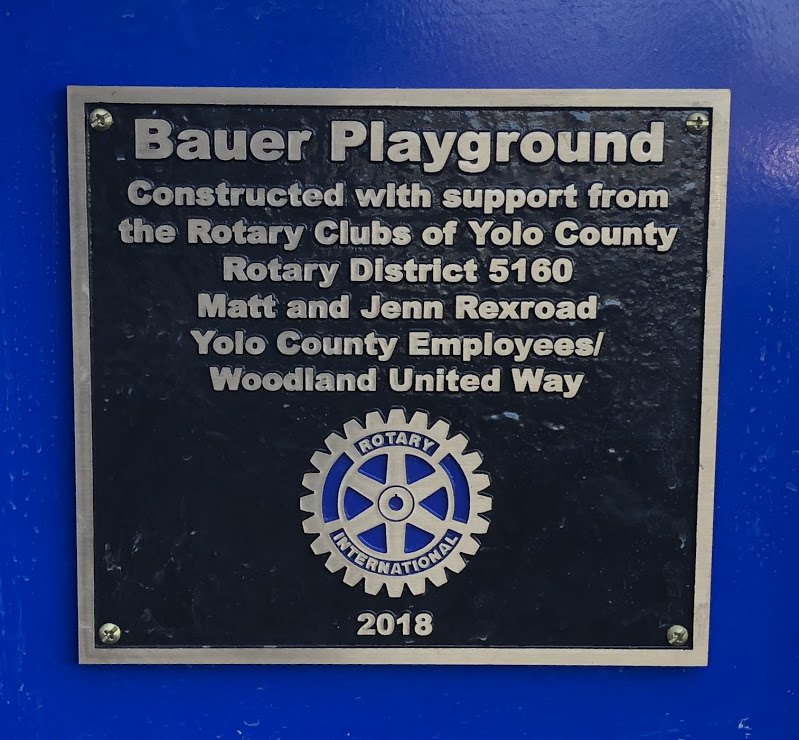 Bauer Playground
Constructed with support from
the Rotary Clubs of Yolo County
Rotary District 5160
Matt and Jenn Rexroad
Yolo County Employees/
Woodland United Way
ROTARY
INTERNATIONAL
2018